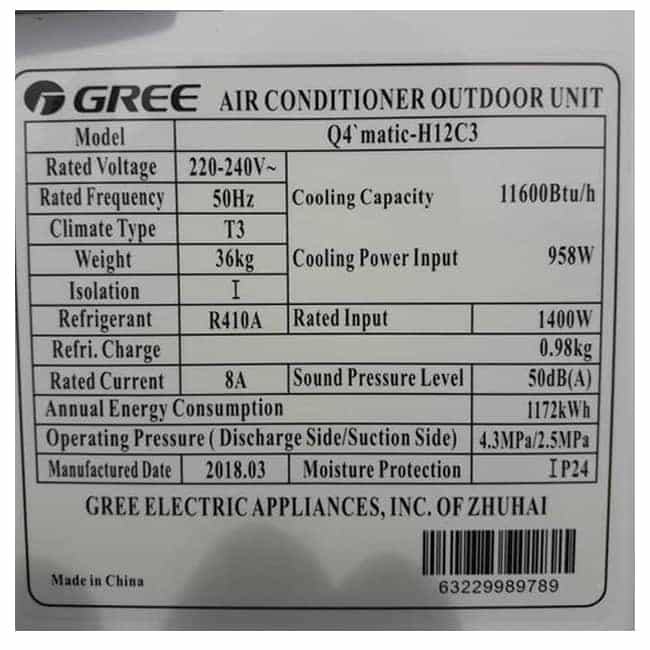 GREE AIR CONDITIONER OUTDOOR UNIT
Model Q4`matic-H12C3
Rated Voltage 220-240V~
Rated Frequency 50Hz Cooling Capacity 11600Btu/h
Climate Type T3
Weight 36kg Cooling Power Input 958W
Isolation I
Refrigerant R410A Rated Input 1400W
Refri. Charge 0.98kg
Rated Current 8A Sound Pressure Level 50dB(A)
Annual Energy Consumption 1172kWh
Operating Pressure ( Discharge Side/Suction Side) 4.3MPa/2.5MPa
Manufactured Date 2018.03 Moisture Protection IP24
GREE ELECTRIC APPLIANCES, INC. OF ZHUHAI
Made in China
63229989789